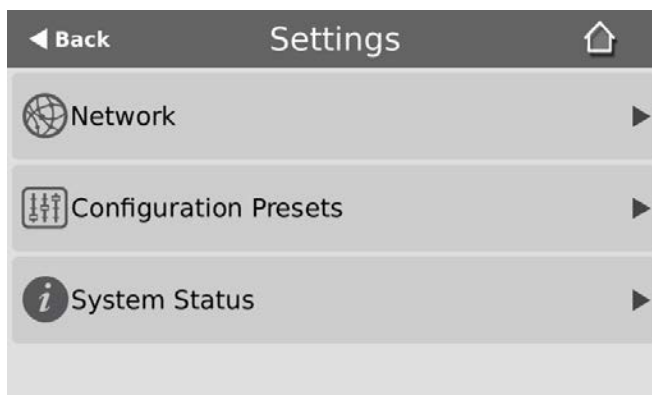 Back
Settings
Network
Configuration Presets
System Status